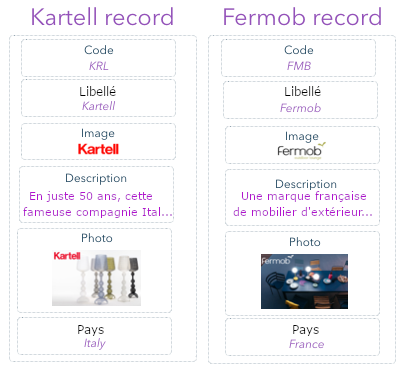 Kartell record
Code
KRL
Libellé
Kartell
Image
Kartell
Description
En juste 50 ans, cette
fameuse compagnie Ital...
Photo
Kartell
Pays
Italy
Fermob record
Code
FMB
Libellé
Fermob
Image
Fermob
Description
Une marque française
de mobilier d'extérieur...
Photo
Fermob
Pays
France